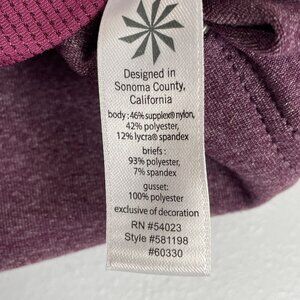 Designed in
Sonoma County,
California
body : 46% supplex® nylon,
42% polyester,
12% lycra® spandex
briefs :
93% polyester,
7% spandex
gusset:
100% polyester
exclusive of decoration
RN #54023
Style #581198
#60330